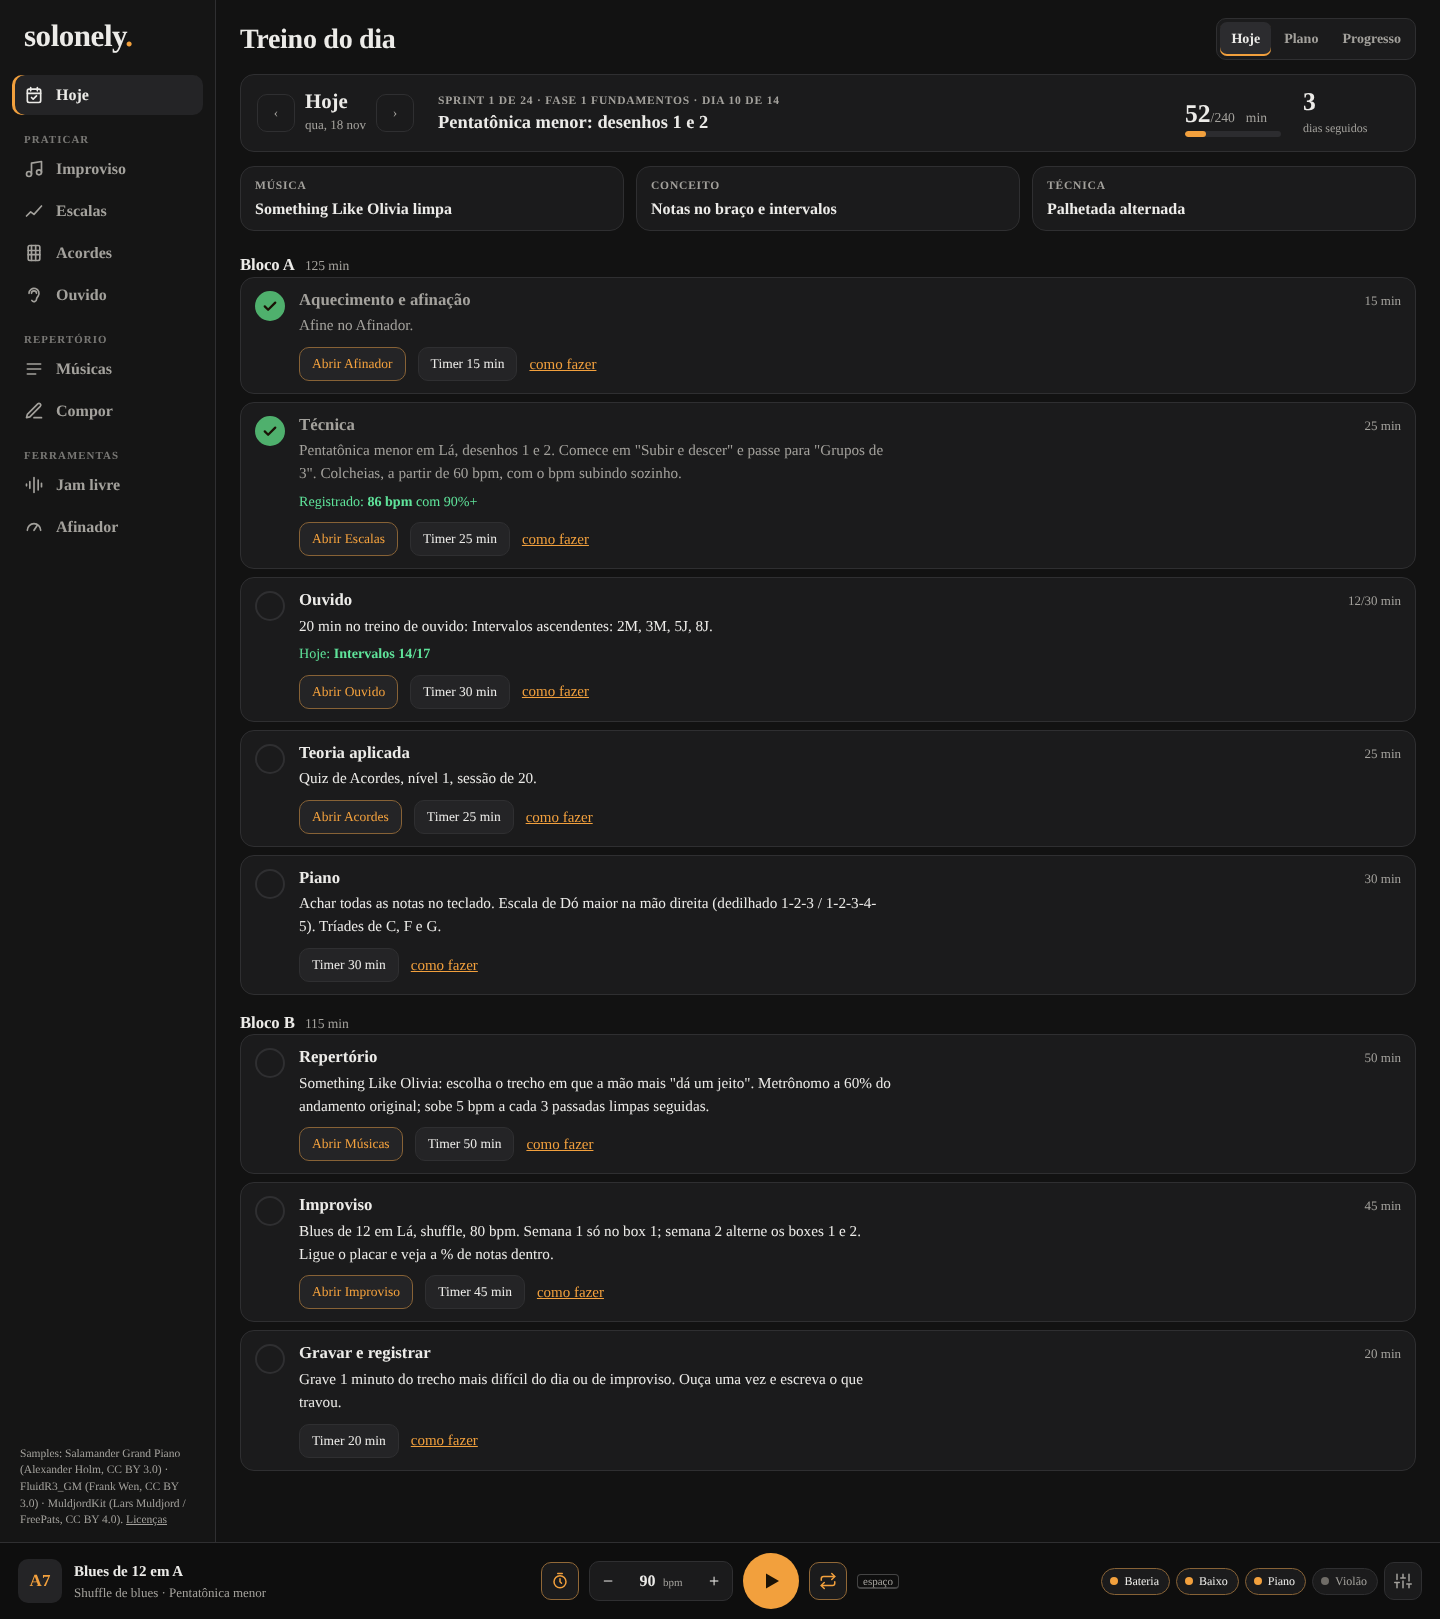 solonely.
Hoje
PRATICAR
Improviso
Escalas
Acordes
Ouvido
REPERTÓRIO
Músicas
Compor
FERRAMENTAS
Jam livre
Afinador
Samples: Salamander Grand Piano
(Alexander Holm, CC BY 3.0) ·
FluidR3_GM (Frank Wen, CC BY
3.0) · MuldjordKit (Lars Muldjord /
FreePats, CC BY 4.0). Licenças
Treino do dia
Hoje Plano Progresso
‹ Hoje ›
qua, 18 nov
SPRINT 1 DE 24 · FASE 1 FUNDAMENTOS · DIA 10 DE 14
Pentatônica menor: desenhos 1 e 2
52/240 min
3
dias seguidos
MÚSICA
Something Like Olivia limpa
CONCEITO
Notas no braço e intervalos
TÉCNICA
Palhetada alternada
Bloco A 125 min
Aquecimento e afinação 15 min
Afine no Afinador.
Abrir Afinador Timer 15 min como fazer
Técnica 25 min
Pentatônica menor em Lá, desenhos 1 e 2. Comece em "Subir e descer" e passe para "Grupos de
3". Colcheias, a partir de 60 bpm, com o bpm subindo sozinho.
Registrado: 86 bpm com 90%+
Abrir Escalas Timer 25 min como fazer
Ouvido 12/30 min
20 min no treino de ouvido: Intervalos ascendentes: 2M, 3M, 5J, 8J.
Hoje: Intervalos 14/17
Abrir Ouvido Timer 30 min como fazer
Teoria aplicada 25 min
Quiz de Acordes, nível 1, sessão de 20.
Abrir Acordes Timer 25 min como fazer
Piano 30 min
Achar todas as notas no teclado. Escala de Dó maior na mão direita (dedilhado 1-2-3 / 1-2-3-4-
5). Tríades de C, F e G.
Timer 30 min como fazer
Bloco B 115 min
Repertório 50 min
Something Like Olivia: escolha o trecho em que a mão mais "dá um jeito". Metrônomo a 60% do
andamento original; sobe 5 bpm a cada 3 passadas limpas seguidas.
Abrir Músicas Timer 50 min como fazer
Improviso 45 min
Blues de 12 em Lá, shuffle, 80 bpm. Semana 1 só no box 1; semana 2 alterne os boxes 1 e 2.
Ligue o placar e veja a % de notas dentro.
Abrir Improviso Timer 45 min como fazer
Gravar e registrar 20 min
Grave 1 minuto do trecho mais difícil do dia ou de improviso. Ouça uma vez e escreva o que
travou.
Timer 20 min como fazer
A7
Blues de 12 em A
Shuffle de blues · Pentatônica menor
− 90 bpm +
espaço
Bateria Baixo Piano Violão